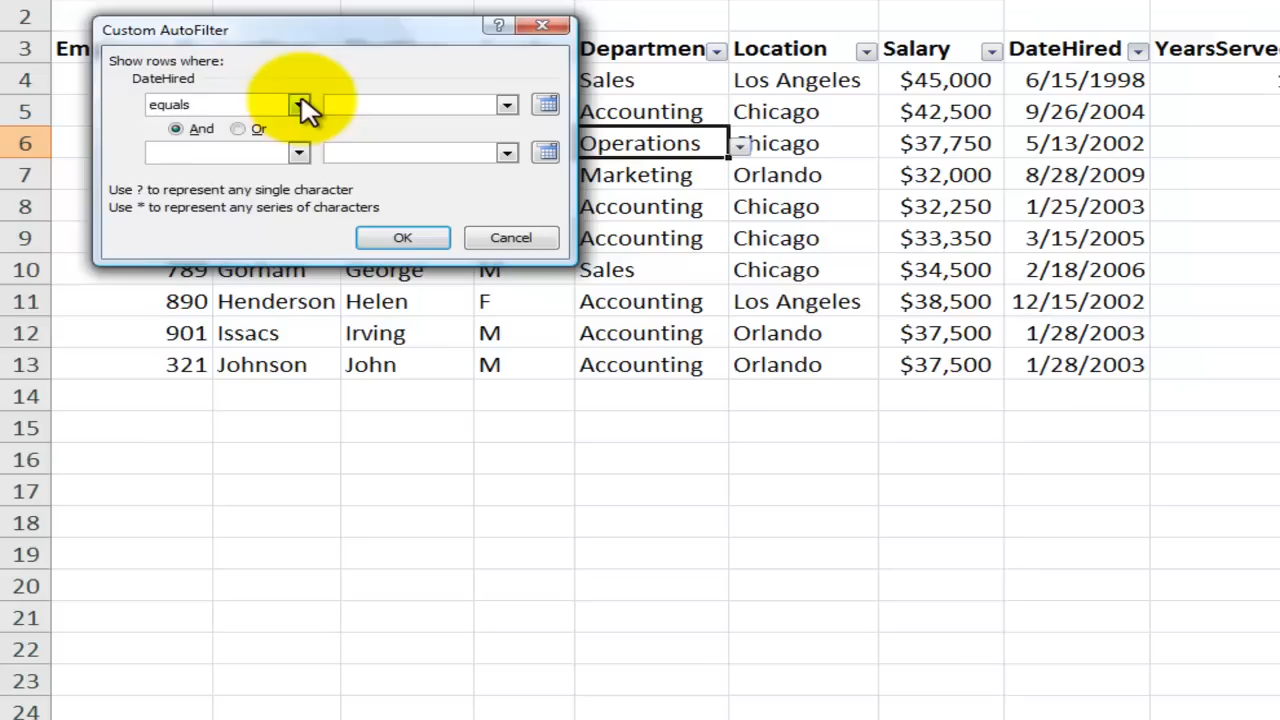 Custom AutoFilter
Show rows where:
DateHired
equals
And Or
Use ? to represent any single character
Use * to represent any series of characters
OK Cancel
2
3 Em Departmen Location Salary DateHired YearsServe
4 Sales Los Angeles $45,000 6/15/1998
5 Accounting Chicago $42,500 9/26/2004
6 Operations Chicago $37,750 5/13/2002
7 Marketing Orlando $32,000 8/28/2009
8 Accounting Chicago $32,250 1/25/2003
9 Accounting Chicago $33,350 3/15/2005
10 789 Gorham George M Sales Chicago $34,500 2/18/2006
11 890 Henderson Helen F Accounting Los Angeles $38,500 12/15/2002
12 901 Issacs Irving M Accounting Orlando $37,500 1/28/2003
13 321 Johnson John M Accounting Orlando $37,500 1/28/2003
14
15
16
17
18
19
20
21
22
23
24